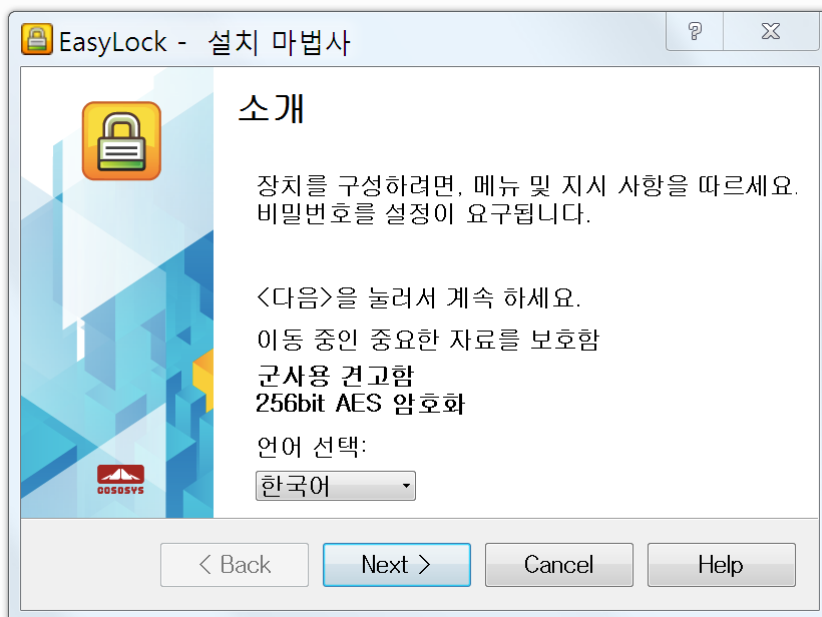 EasyLock - 설치 마법사
소개
장치를 구성하려면, 메뉴 및 지시 사항을 따르세요.
비밀번호를 설정이 요구됩니다.
<다음>을 눌러서 계속 하세요.
이동 중인 중요한 자료를 보호함
군사용 견고함
256bit AES 암호화
언어 선택:
한국어
COSOSYS
< Back
Next >
Cancel
Help